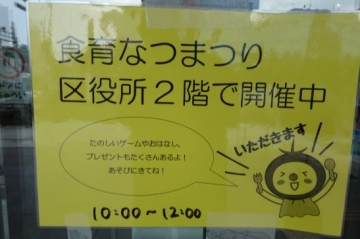 食育なつまつり
区役所2階で開催中
たのしいゲームやおはなし、
プレゼントもたくさんあるよ!
あそびにきてね!
いただきます
10:00~12:00